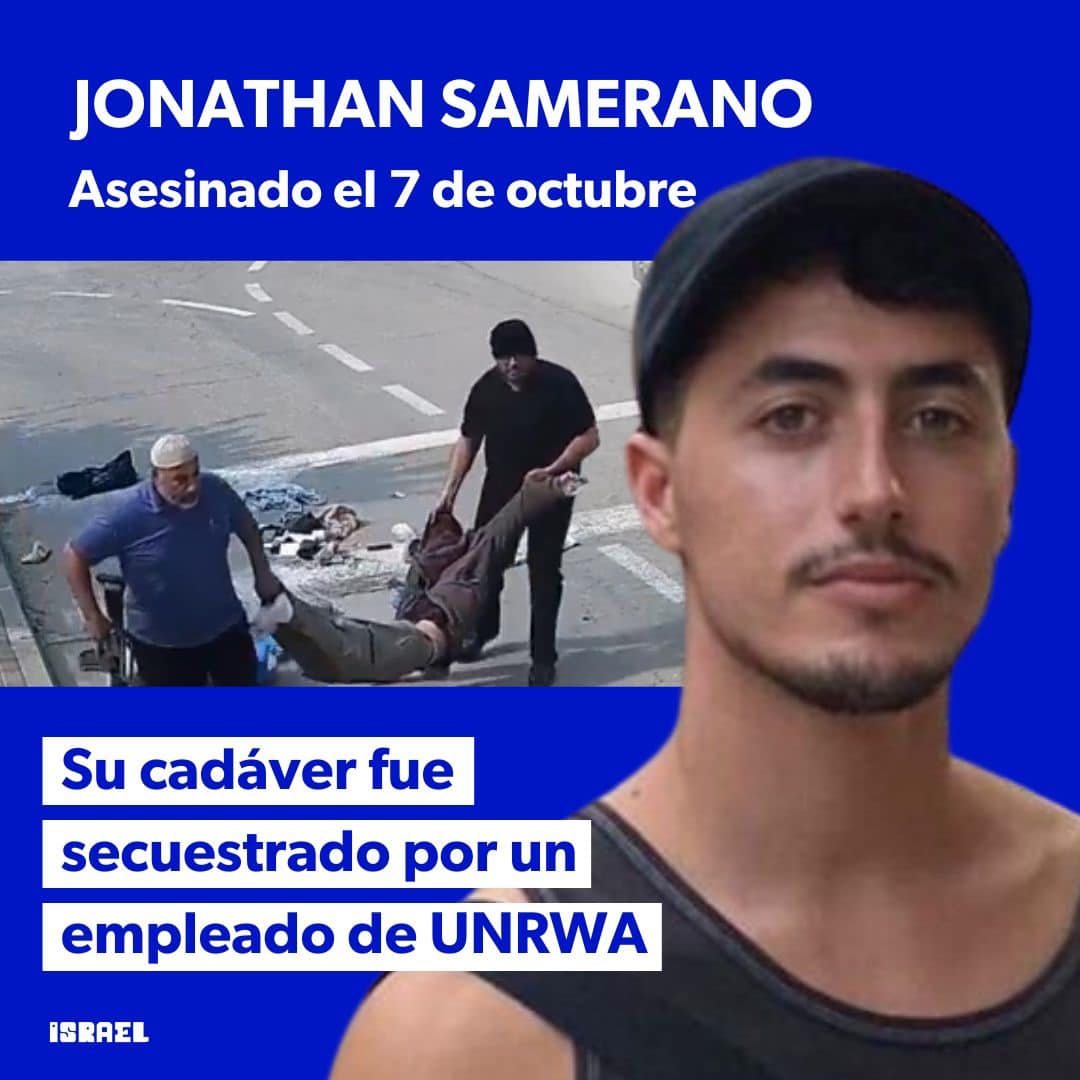 JONATHAN SAMERANO
Asesinado el 7 de octubre
Su cadáver fue
secuestrado por un
empleado de UNRWA
ISRAEL